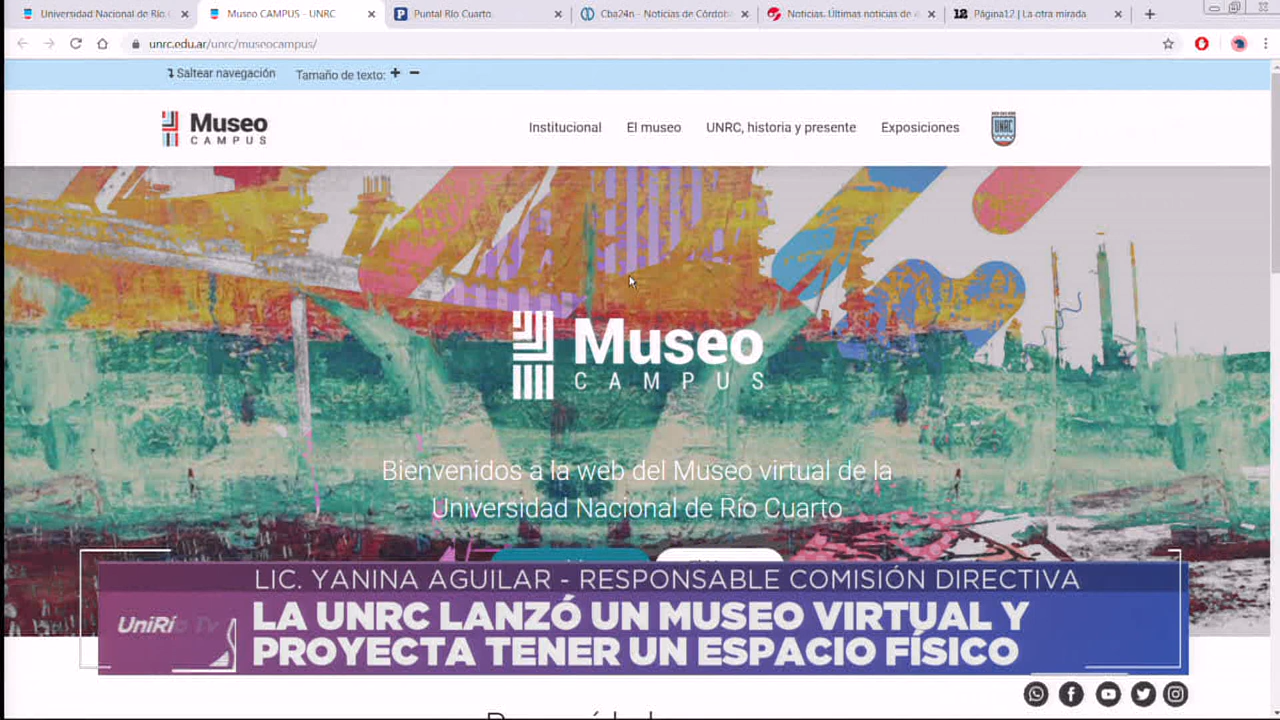 Universidad Nacional de Río C
Museo CAMPUS - UNRC
Puntal Río Cuarto
Cba24n - Noticias de Córdob
Noticias. Últimas noticias de
Página12 | La otra mirada
unrc.edu.ar/unrc/museocampus/
Saltear navegación
Tamaño de texto: + −
Museo
CAMPUS
Institucional
El museo
UNRC, historia y presente
Exposiciones
UNRC
Museo
CAMPUS
Bienvenidos a la web del Museo virtual de la
Universidad Nacional de Río Cuarto
LIC. YANINA AGUILAR - RESPONSABLE COMISIÓN DIRECTIVA
UniRío Tv
LA UNRC LANZÓ UN MUSEO VIRTUAL Y
PROYECTA TENER UN ESPACIO FÍSICO